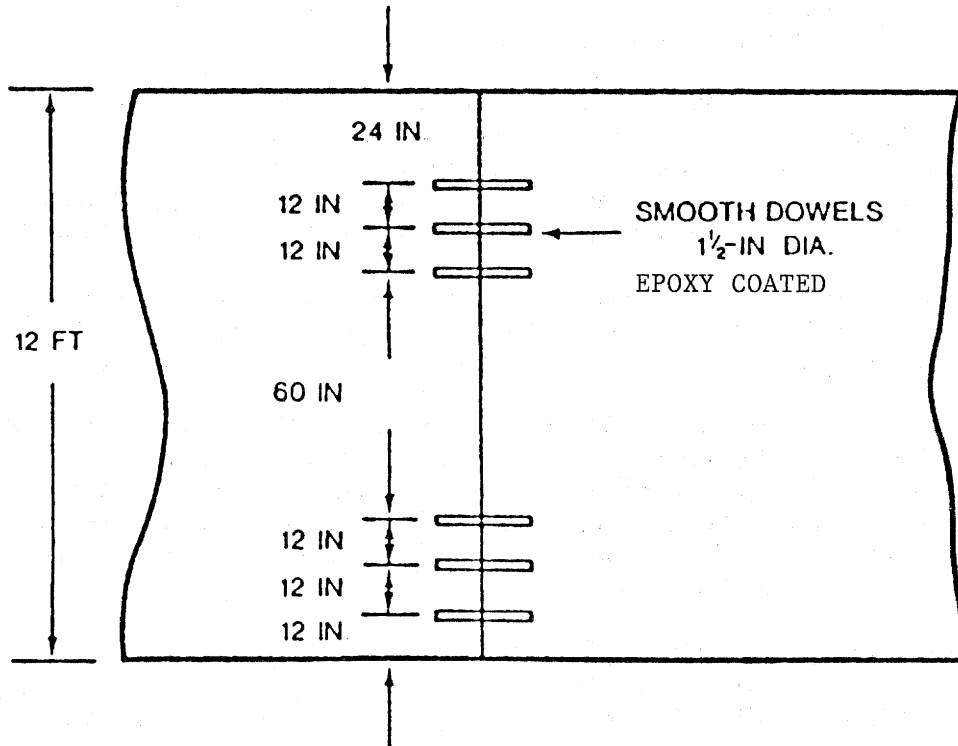 24 IN
12 IN
12 IN
SMOOTH DOWELS
1½-IN DIA.
EPOXY COATED
12 FT
60 IN
12 IN
12 IN
12 IN